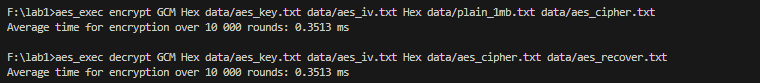 F:\lab1>aes_exec encrypt GCM Hex data/aes_key.txt data/aes_iv.txt Hex data/plain_1mb.txt data/aes_cipher.txt
Average time for encryption over 10 000 rounds: 0.3513 ms
F:\lab1>aes_exec decrypt GCM Hex data/aes_key.txt data/aes_iv.txt Hex data/aes_cipher.txt data/aes_recover.txt
Average time for encryption over 10 000 rounds: 0.3513 ms